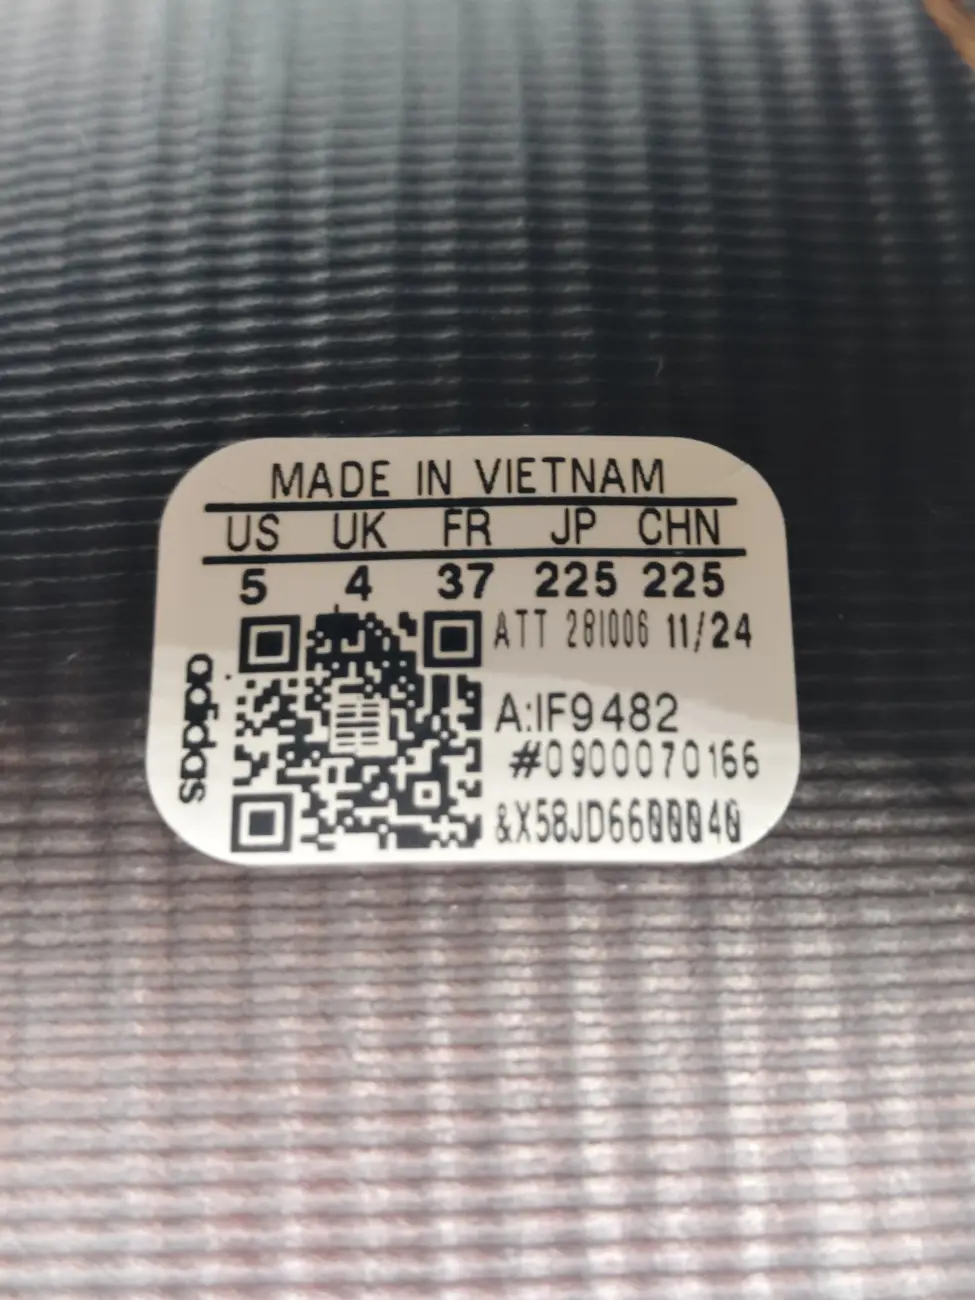 MADE IN VIETNAM
US UK FR JP CHN
5 4 37 225 225
ATT 281006 11/24
A:IF9482
#0900070166
&X58JD6600040
adidas